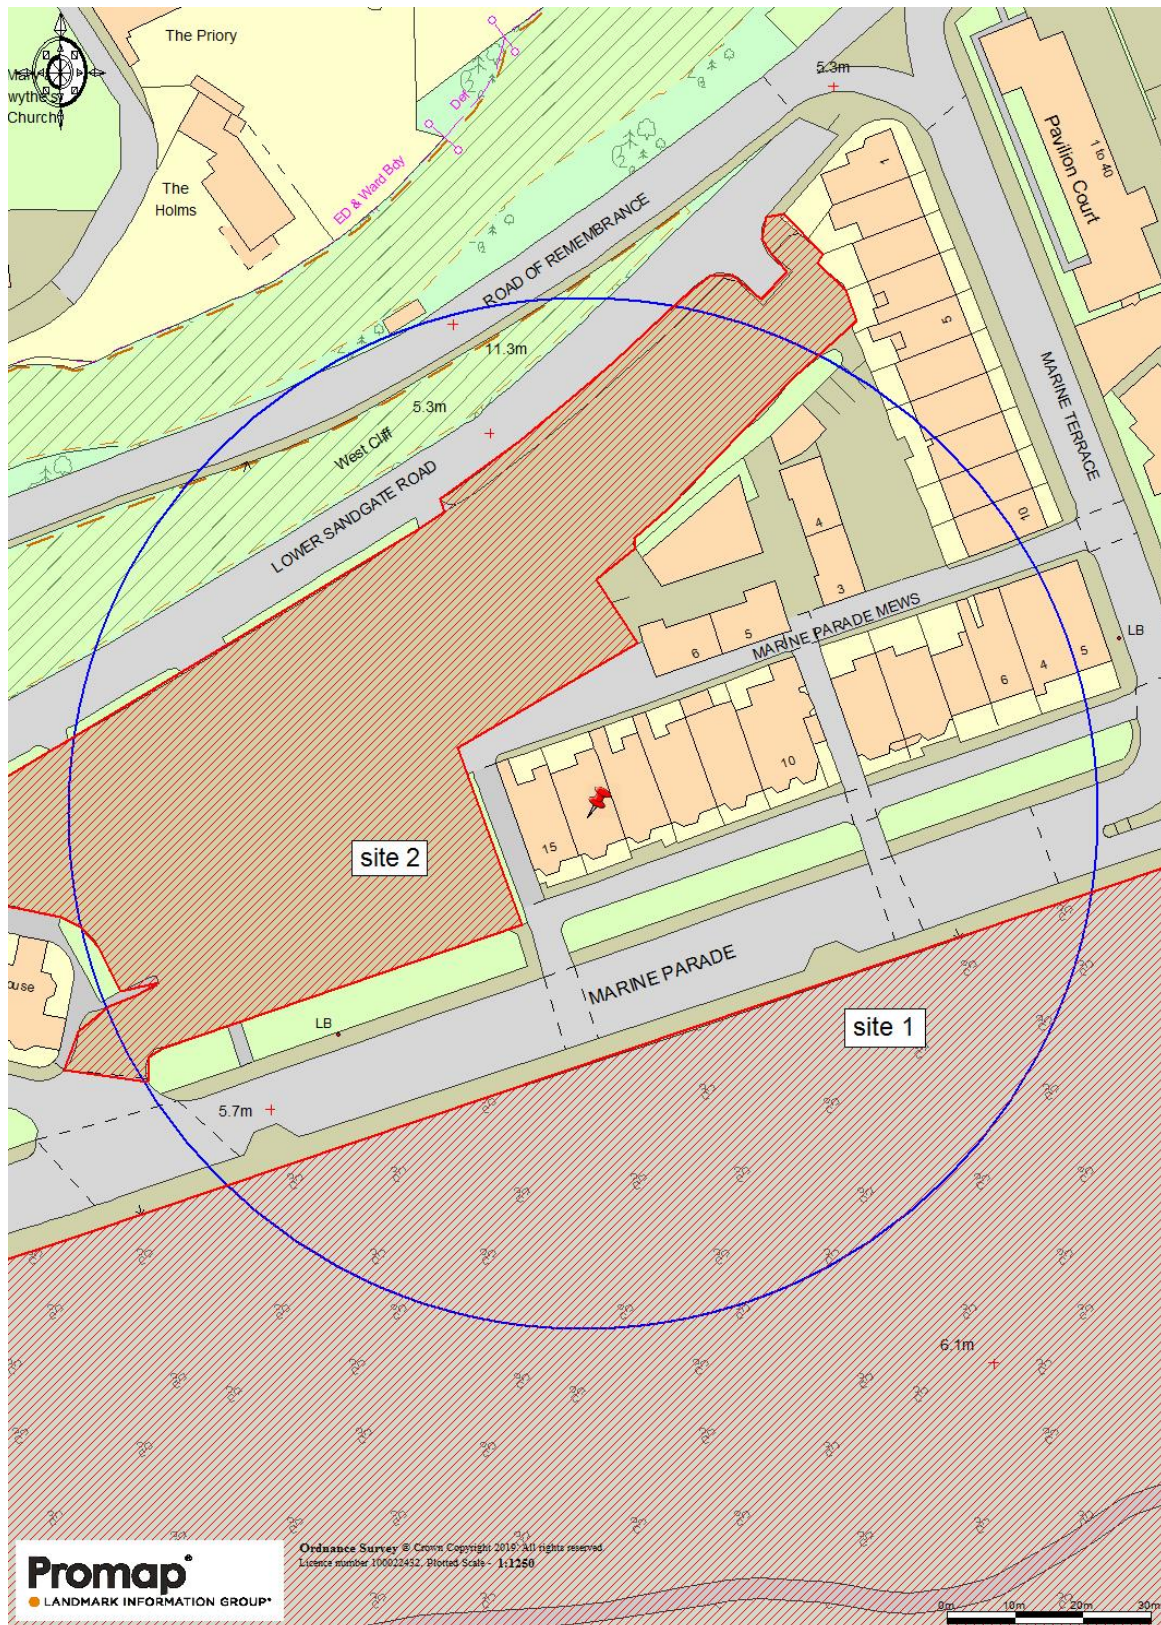 The Priory
5.3m
wythe's
Church
Def
Pavilion Court
1 to 40
1
The
Holms
ED & Ward Bdy
ROAD OF REMEMBRANCE
5
11.3m
5.3m
MARINE TERRACE
West Cliff
LOWER SANDGATE ROAD
10
4
3
MARINE PARADE MEWS
5
6
LB
5
4
6
10
15
site 2
MARINE PARADE
use
site 1
LB
5.7m
6.1m
Ordnance Survey © Crown Copyright 2019. All rights reserved.
Licence number 100022432. Plotted Scale - 1:1250
Promap®
LANDMARK INFORMATION GROUP®
0m 10m 20m 30m